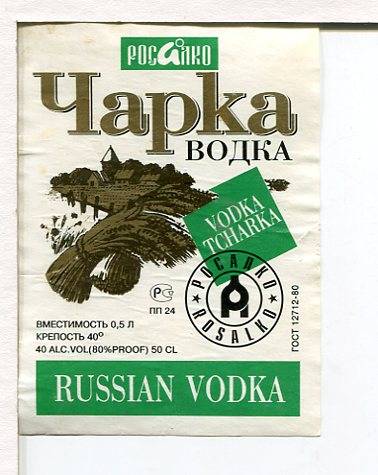 РОСАЛКО
Чарка
ВОДКА
VODKA
TCHARKA
РОСАЛКО
ROSALKO
ПП 24
ГОСТ 12712-80
ВМЕСТИМОСТЬ 0,5 Л
КРЕПОСТЬ 40°
40 ALC.VOL(80%PROOF) 50 CL
RUSSIAN VODKA